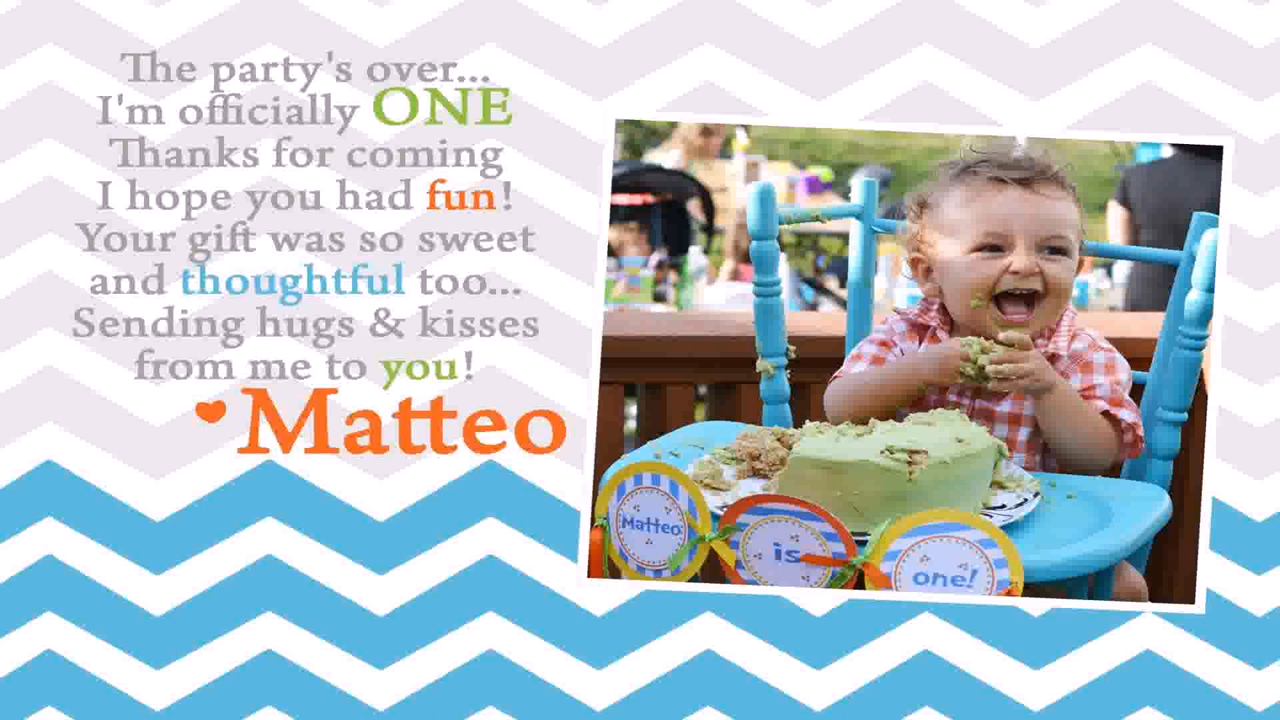 The party's over...
I'm officially ONE
Thanks for coming
I hope you had fun!
Your gift was so sweet
and thoughtful too...
Sending hugs & kisses
from me to you!
Matteo
Matteo
is
one!